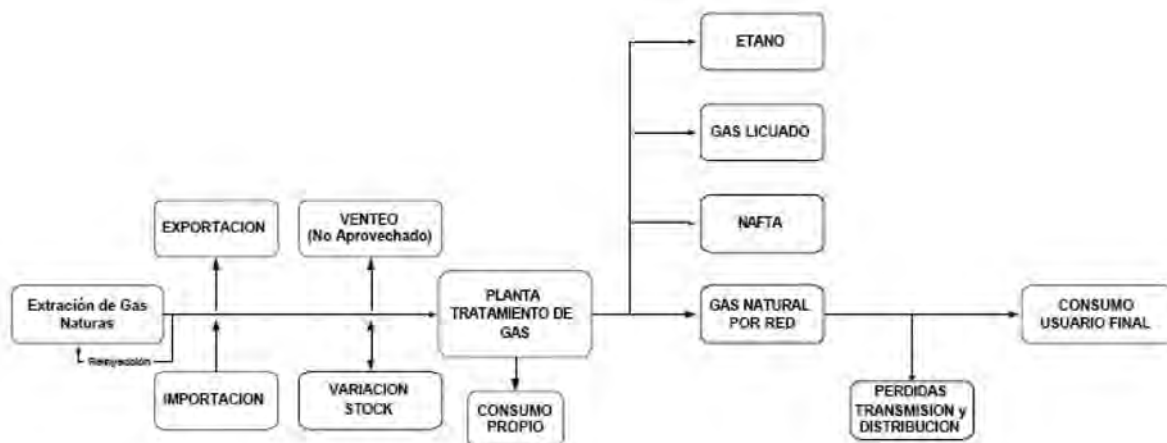 ETANO
GAS LICUADO
EXPORTACION
VENTEO
(No Aprovechado)
NAFTA
Extración de Gas
Naturas
PLANTA
TRATAMIENTO DE
GAS
GAS NATURAL
POR RED
CONSUMO
USUARIO FINAL
Reinyección
IMPORTACION
VARIACION
STOCK
CONSUMO
PROPIO
PERDIDAS
TRANSMISION y
DISTRIBUCION